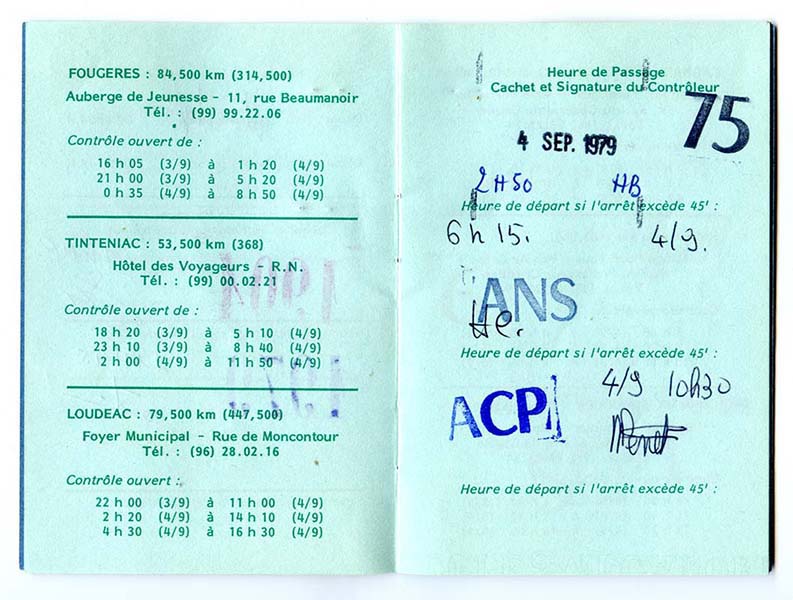 FOUGERES : 84,500 km (314,500)
Auberge de Jeunesse – 11, rue Beaumanoir
Tél. : (99) 99.22.06
Contrôle ouvert de :
16 h 05 (3/9) à 1 h 20 (4/9)
21 h 00 (3/9) à 5 h 20 (4/9)
0 h 35 (4/9) à 8 h 50 (4/9)
TINTENIAC : 53,500 km (368)
Hôtel des Voyageurs – R.N.
Tél. : (99) 00.02.21
Contrôle ouvert de :
18 h 20 (3/9) à 5 h 10 (4/9)
23 h 10 (3/9) à 8 h 40 (4/9)
2 h 00 (4/9) à 11 h 50 (4/9)
LOUDEAC : 79,500 km (447,500)
Foyer Municipal – Rue de Moncontour
Tél. : (96) 28.02.16
Contrôle ouvert :
22 h 00 (3/9) à 11 h 00 (4/9)
2 h 20 (4/9) à 14 h 10 (4/9)
4 h 30 (4/9) à 16 h 30 (4/9)
Heure de Passage
Cachet et Signature du Contrôleur
75
4 SEP. 1979
2H50 HB
Heure de départ si l'arrêt excède 45' :
6 h 15. 4/9.
ANS
Heure de départ si l'arrêt excède 45' :
4/9 10h30
ACP
Heure de départ si l'arrêt excède 45' :